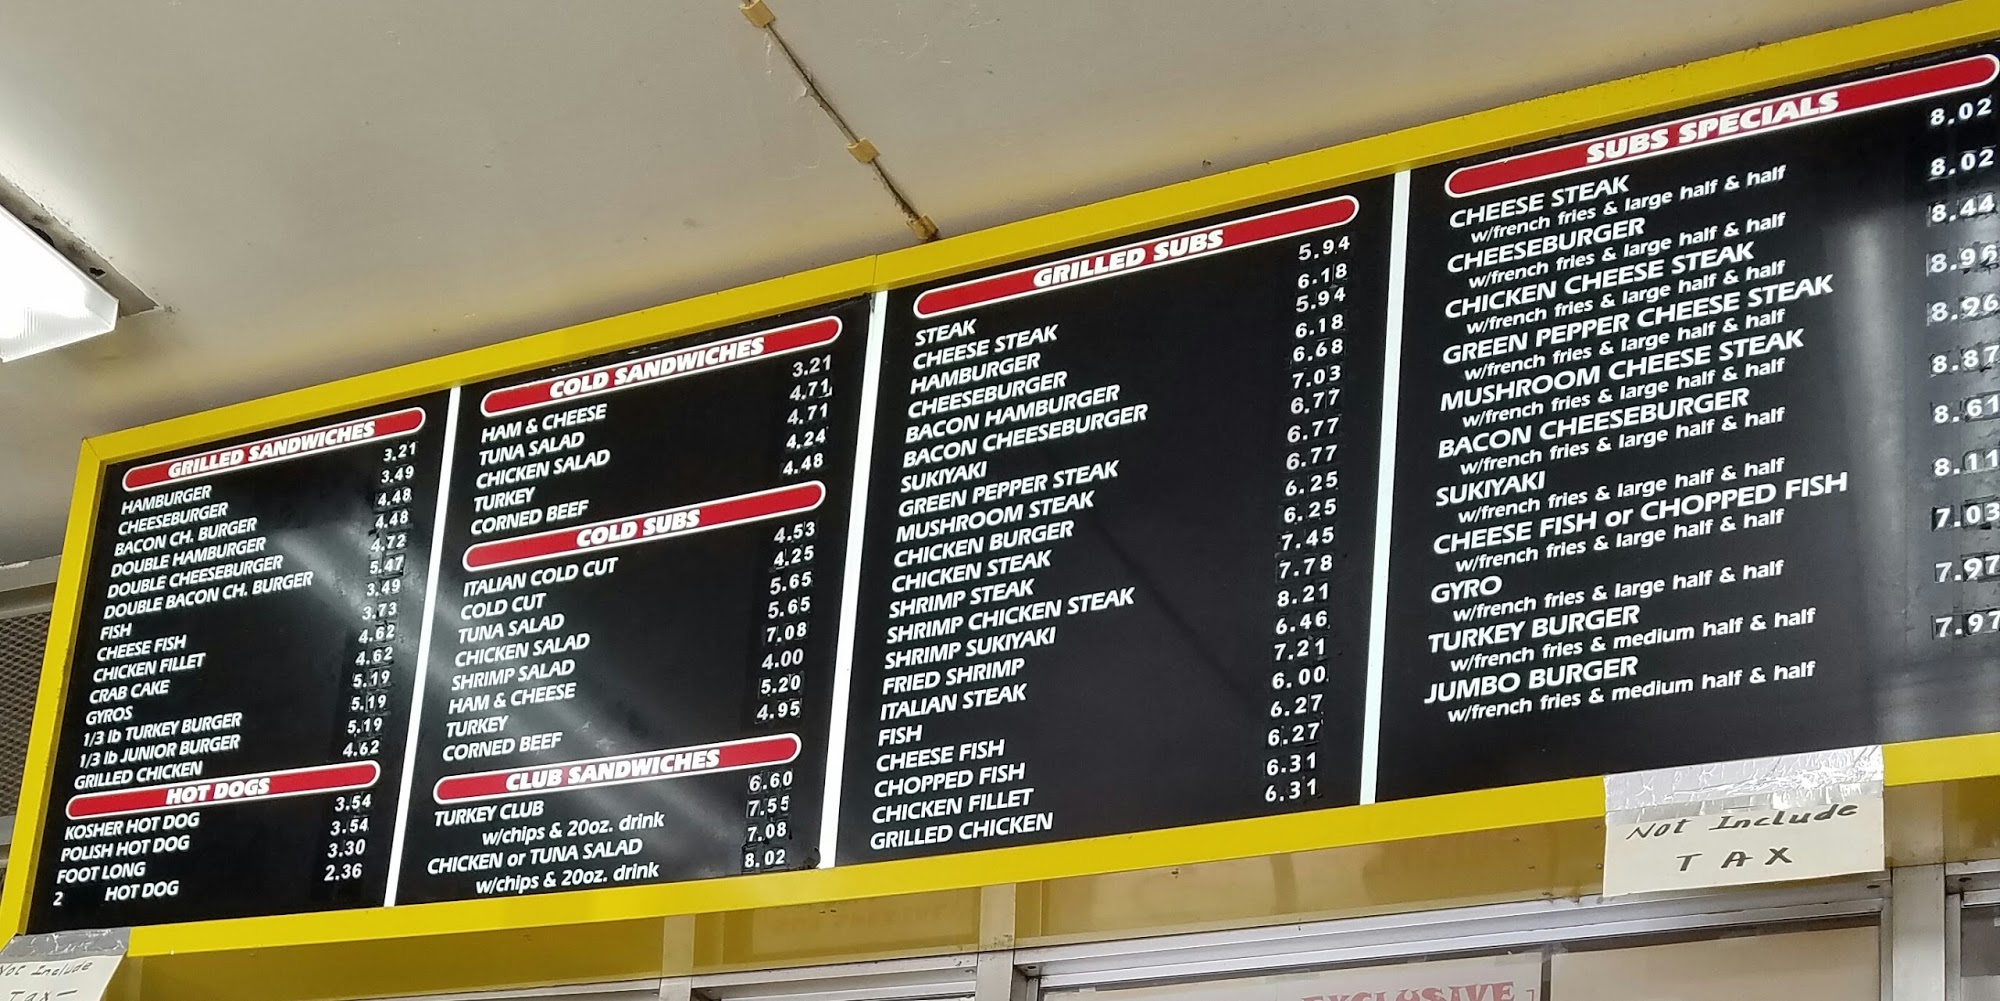 GRILLED SANDWICHES
HAMBURGER 3.21
CHEESEBURGER 3.49
BACON CH. BURGER 4.48
DOUBLE HAMBURGER 4.48
DOUBLE CHEESEBURGER 4.72
DOUBLE BACON CH. BURGER 5.47
FISH 3.49
CHEESE FISH 3.73
CHICKEN FILLET 4.62
CRAB CAKE 4.62
GYROS 5.19
1/3 lb TURKEY BURGER 5.19
1/3 lb JUNIOR BURGER 5.19
GRILLED CHICKEN 4.62
HOT DOGS
KOSHER HOT DOG 3.54
POLISH HOT DOG 3.54
FOOT LONG 3.30
2 HOT DOG 2.36
COLD SANDWICHES
HAM & CHEESE 3.21
TUNA SALAD 4.71
CHICKEN SALAD 4.71
TURKEY 4.24
CORNED BEEF 4.48
COLD SUBS
ITALIAN COLD CUT 4.53
COLD CUT 4.25
TUNA SALAD 5.65
CHICKEN SALAD 5.65
SHRIMP SALAD 7.08
HAM & CHEESE 4.00
TURKEY 5.20
CORNED BEEF 4.95
CLUB SANDWICHES
TURKEY CLUB 6.60
w/chips & 20oz. drink 7.55
CHICKEN or TUNA SALAD 7.08
w/chips & 20oz. drink 8.02
GRILLED SUBS
STEAK 5.94
CHEESE STEAK 6.18
HAMBURGER 5.94
CHEESEBURGER 6.18
BACON HAMBURGER 6.68
BACON CHEESEBURGER 7.03
SUKIYAKI 6.77
GREEN PEPPER STEAK 6.77
MUSHROOM STEAK 6.77
CHICKEN BURGER 6.25
CHICKEN STEAK 6.25
SHRIMP STEAK 7.45
SHRIMP CHICKEN STEAK 7.78
SHRIMP SUKIYAKI 8.21
FRIED SHRIMP 6.46
ITALIAN STEAK 7.21
FISH 6.00
CHEESE FISH 6.27
CHOPPED FISH 6.27
CHICKEN FILLET 6.31
GRILLED CHICKEN 6.31
SUBS SPECIALS
CHEESE STEAK 8.02
w/french fries & large half & half
CHEESEBURGER 8.02
w/french fries & large half & half
CHICKEN CHEESE STEAK 8.44
w/french fries & large half & half
GREEN PEPPER CHEESE STEAK 8.96
w/french fries & large half & half
MUSHROOM CHEESE STEAK 8.96
w/french fries & large half & half
BACON CHEESEBURGER 8.87
w/french fries & large half & half
SUKIYAKI 8.61
w/french fries & large half & half
CHEESE FISH or CHOPPED FISH 8.11
w/french fries & large half & half
GYRO 7.03
w/french fries & large half & half
TURKEY BURGER 7.97
w/french fries & medium half & half
JUMBO BURGER 7.97
w/french fries & medium half & half
Not Include
TAX
Not Include
Tax
EXCLUSIVE